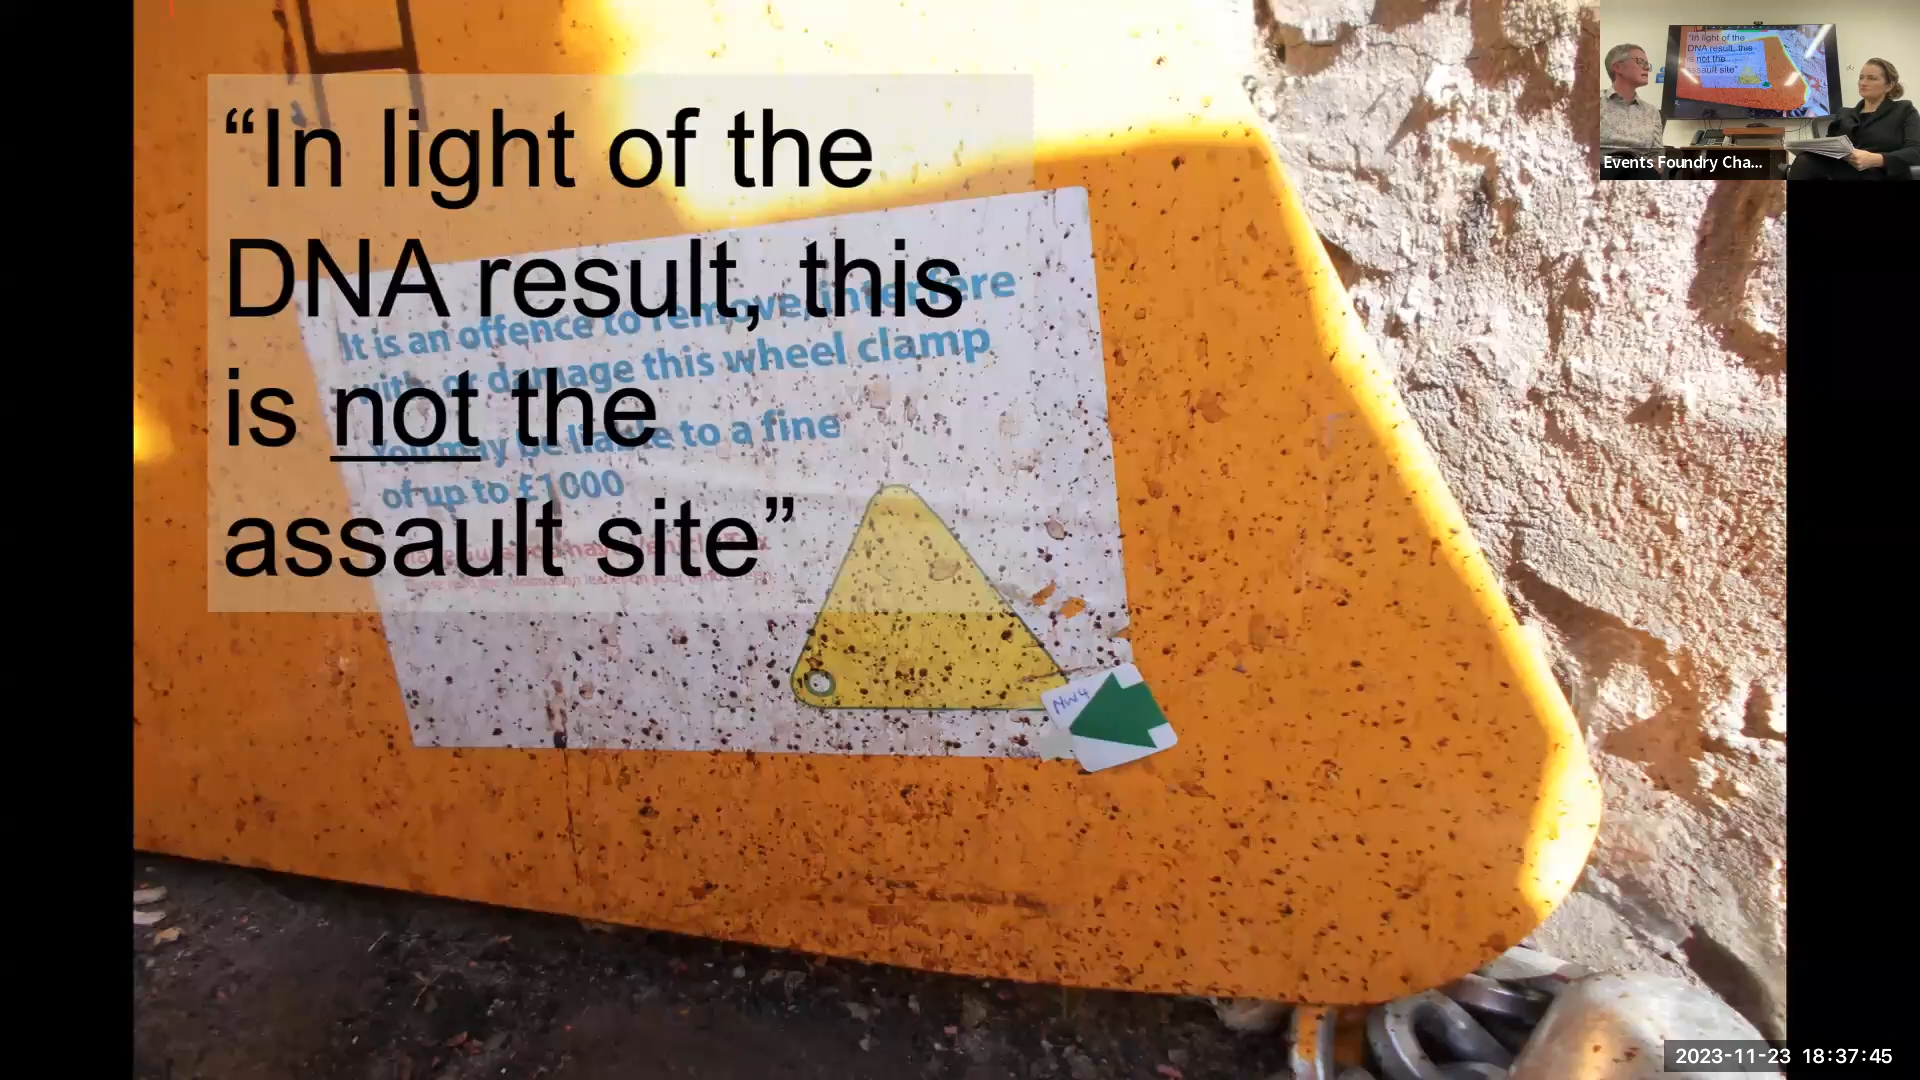 “In light of the
DNA result, this
is not the
assault site”
It is an offence to remove, interfere
with, or damage this wheel clamp
You may be liable to a fine
of up to £1000
NW4
“In light of the
DNA result, this
is not the
assault site”
Events Foundry Cha...
2023-11-23 18:37:45